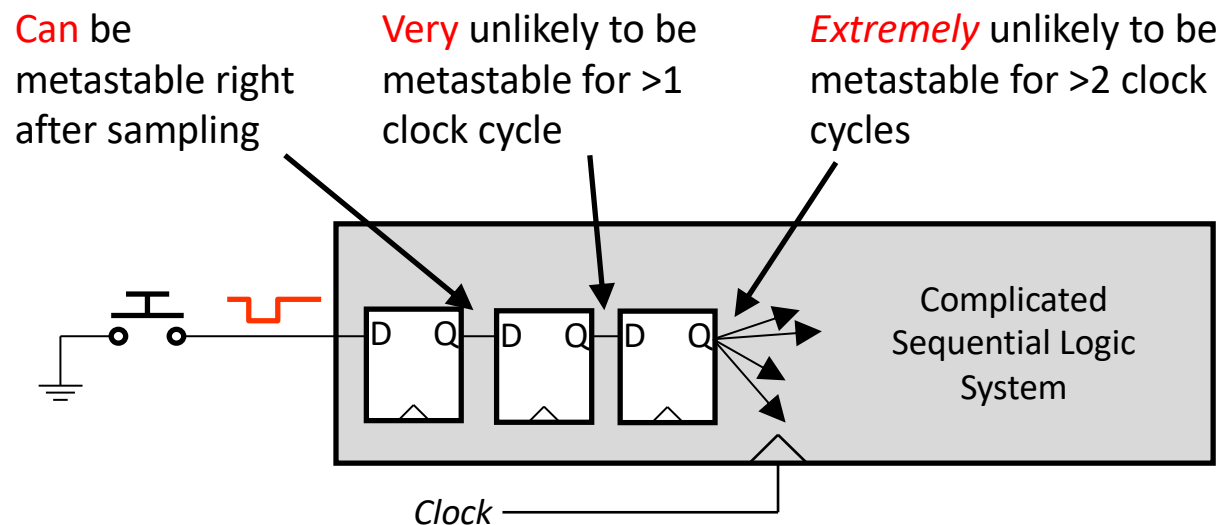 Can be
metastable right
after sampling
Very unlikely to be
metastable for >1
clock cycle
Extremely unlikely to be
metastable for >2 clock
cycles
D Q D Q D Q
Complicated
Sequential Logic
System
Clock